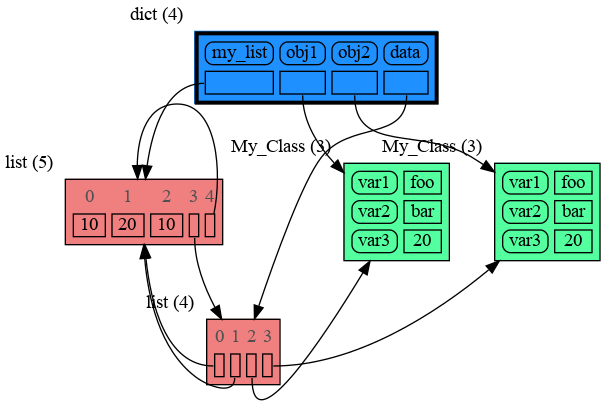 dict (4)
my_list obj1 obj2 data
My_Class (3)
My_Class (3)
list (5)
0 1 2 3 4
10 20 10
var1 foo
var2 bar
var3 20
var1 foo
var2 bar
var3 20
list (4)
0 1 2 3